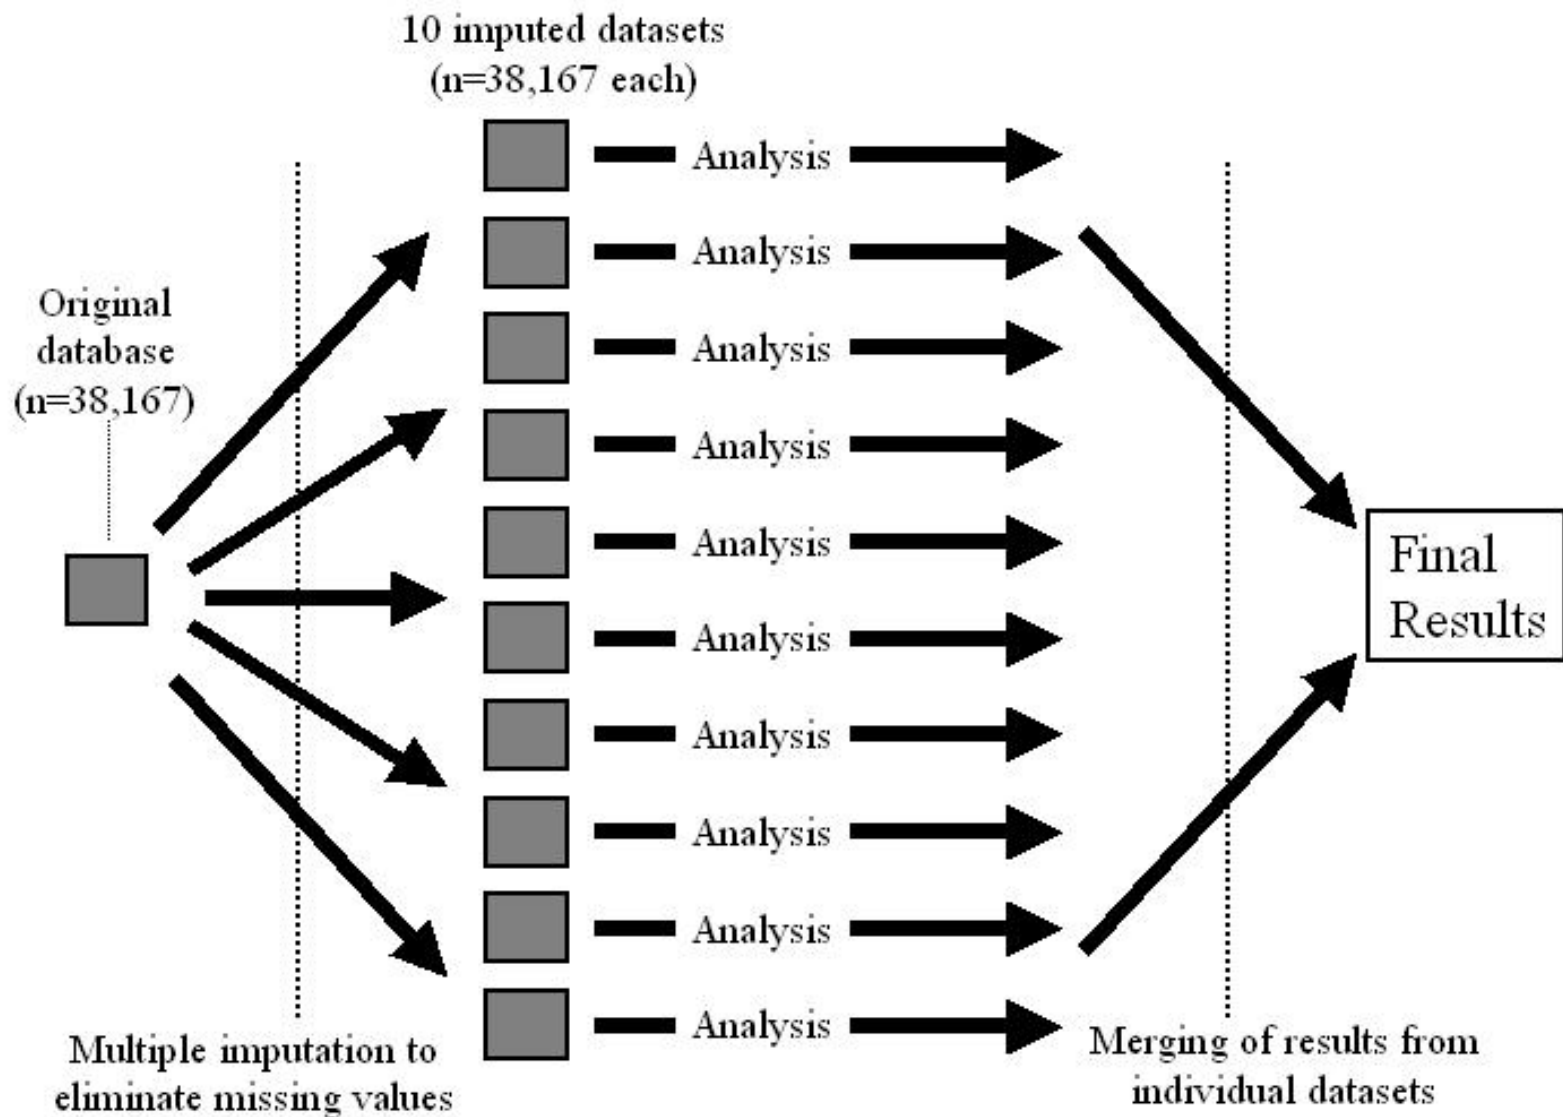 10 imputed datasets
(n=38,167 each)
Original
database
(n=38,167)
Analysis
Analysis
Analysis
Analysis
Analysis
Analysis
Analysis
Analysis
Analysis
Analysis
Final
Results
Multiple imputation to
eliminate missing values
Merging of results from
individual datasets